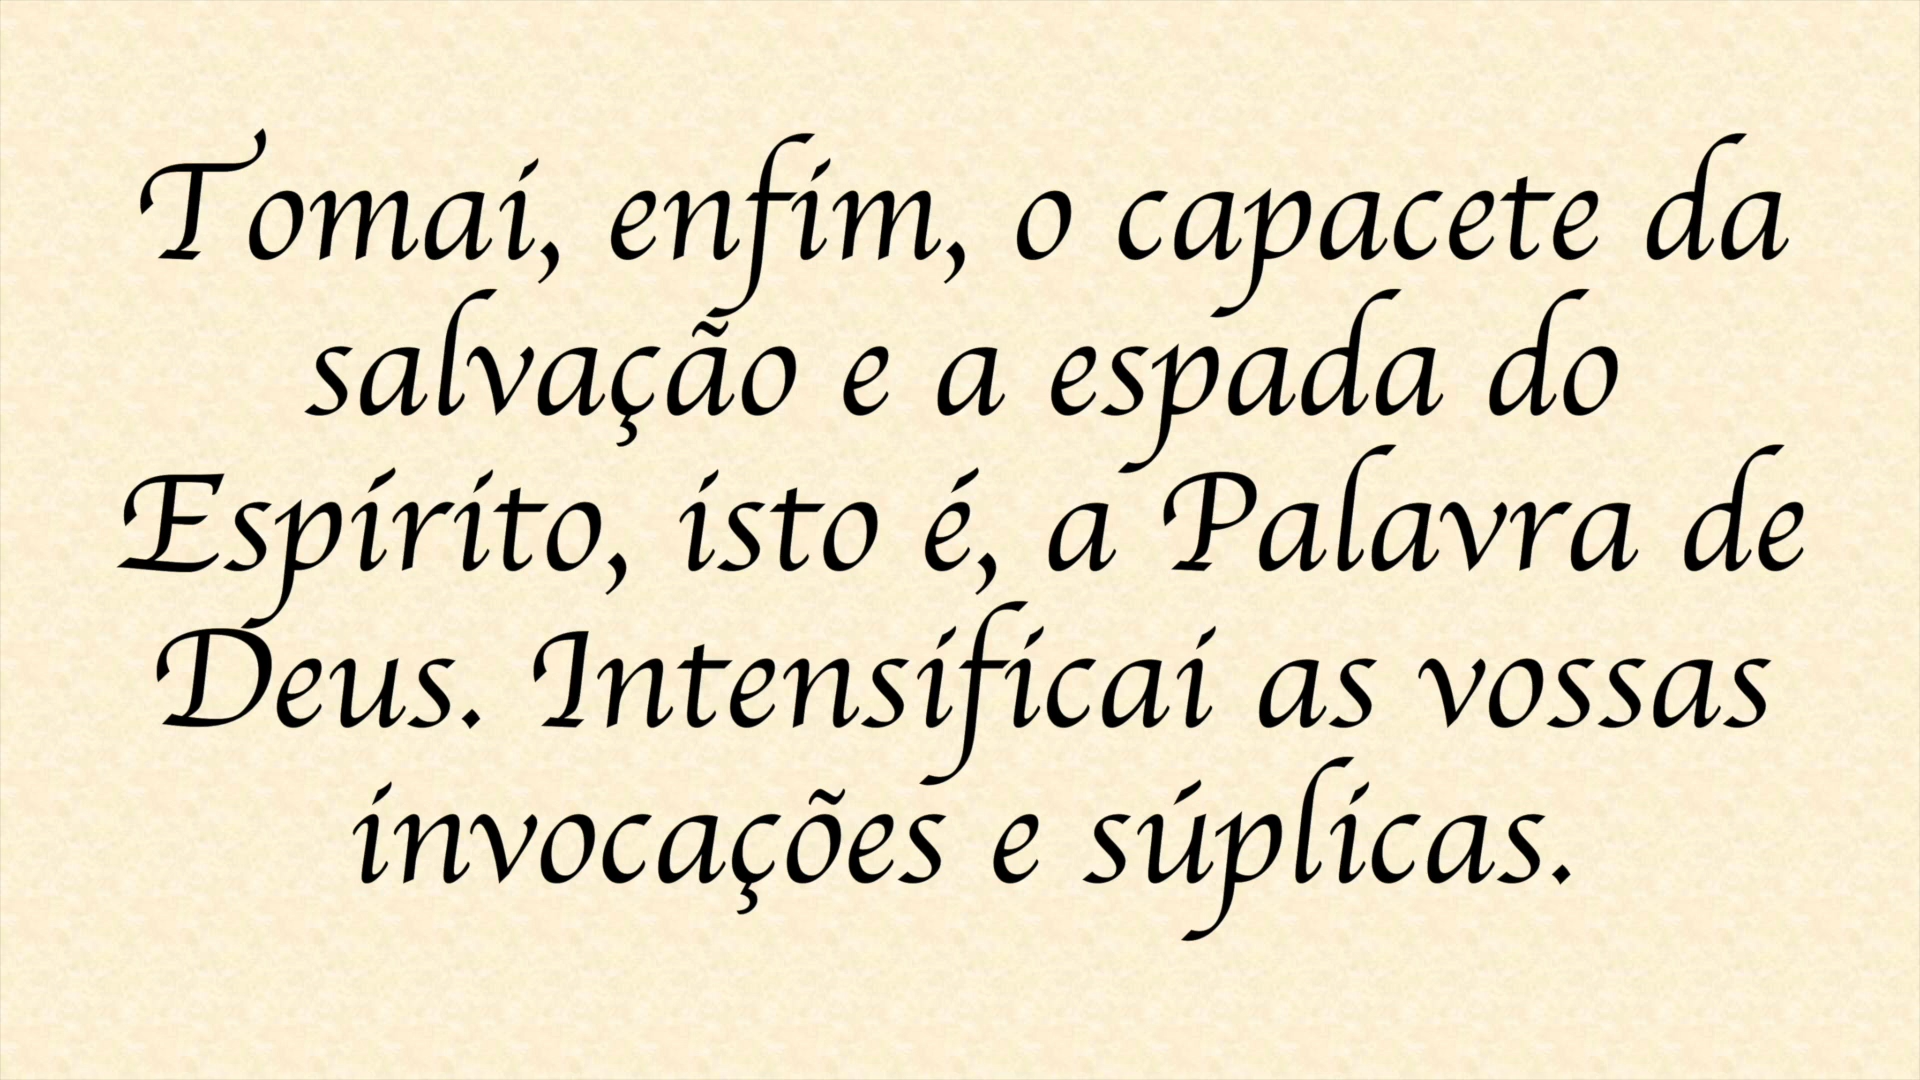 Tomai, enfim, o capacete da
salvação e a espada do
Espírito, isto é, a Palavra de
Deus. Intensificai as vossas
invocações e súplicas.